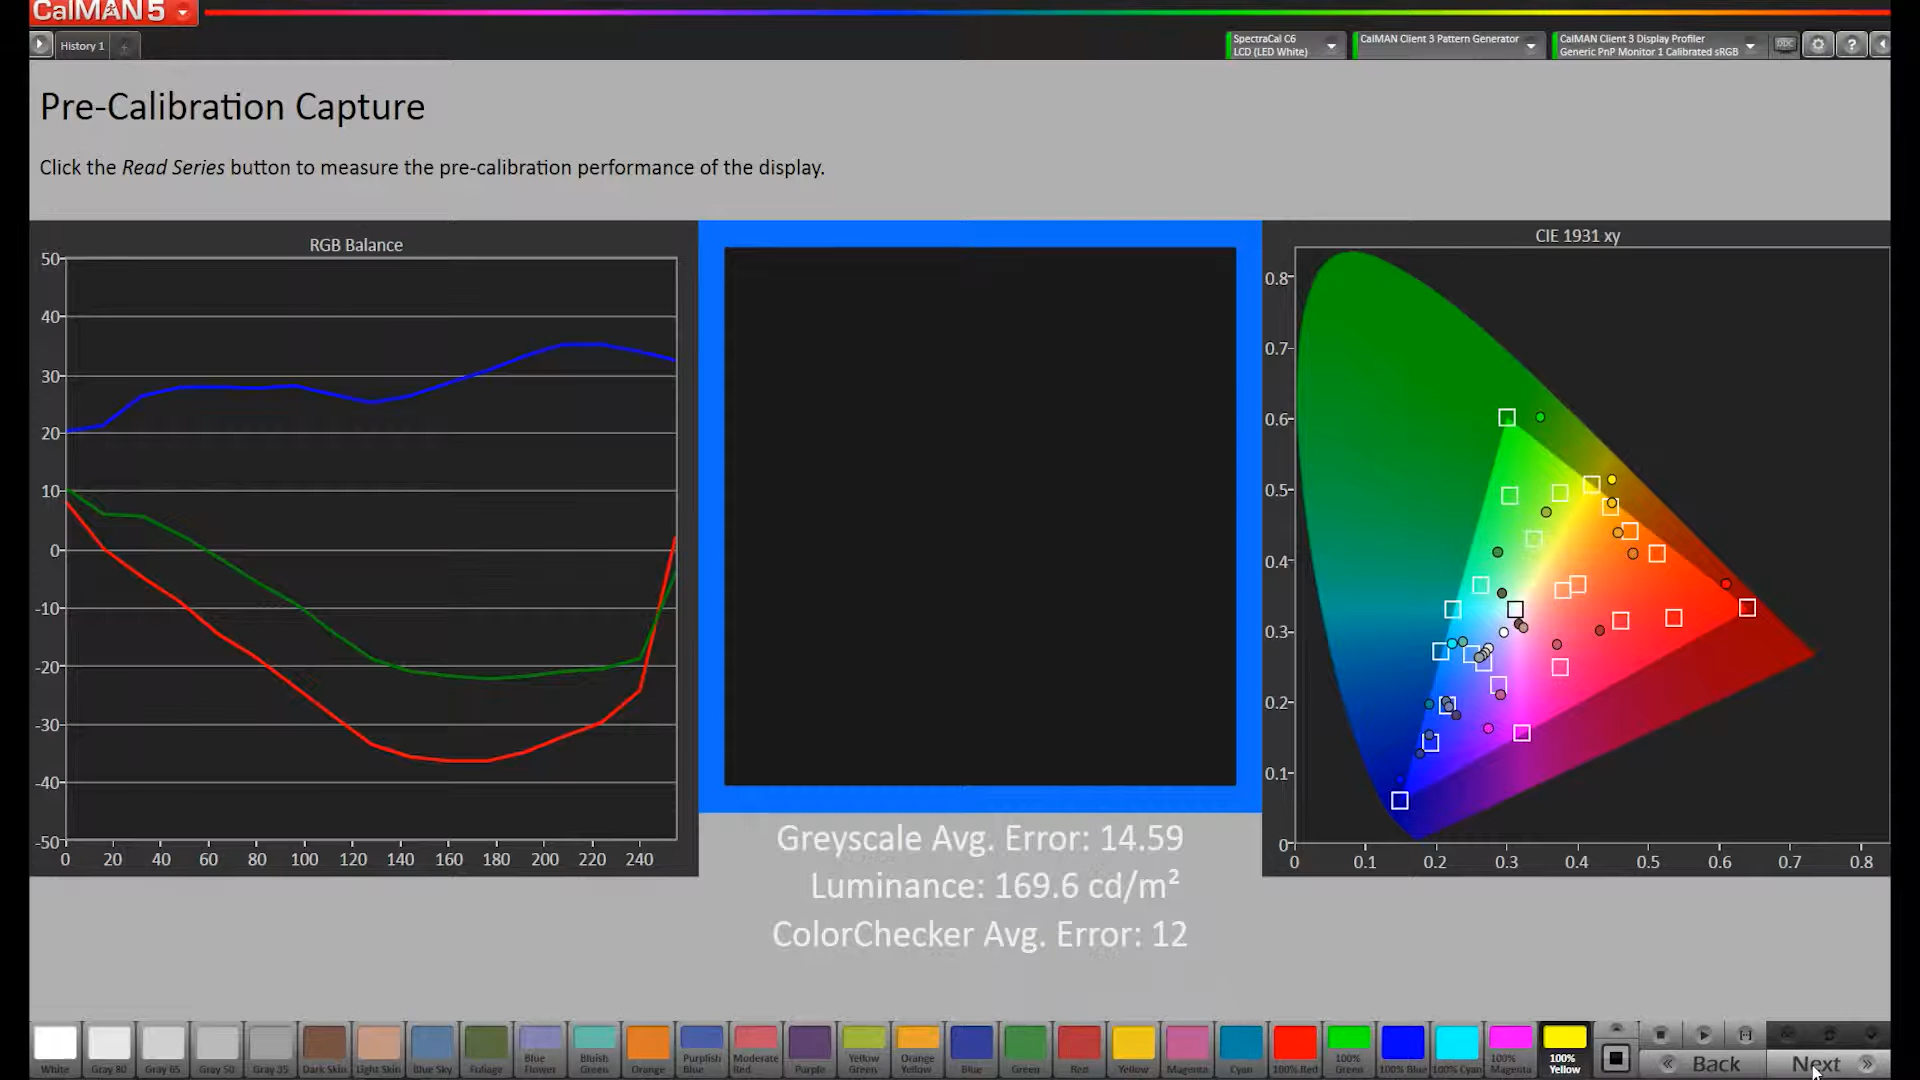 CalMAN 5
History 1
SpectraCal C6
LCD (LED White)
CalMAN Client 3 Pattern Generator
CalMAN Client 3 Display Profiler
Generic PnP Monitor 1 Calibrated sRGB
DDC
?
Pre-Calibration Capture
Click the Read Series button to measure the pre-calibration performance of the display.
RGB Balance
50
40
30
20
10
0
-10
-20
-30
-40
-50
0 20 40 60 80 100 120 140 160 180 200 220 240
Greyscale Avg. Error: 14.59
Luminance: 169.6 cd/m²
ColorChecker Avg. Error: 12
CIE 1931 xy
0.8
0.7
0.6
0.5
0.4
0.3
0.2
0.1
0
0 0.1 0.2 0.3 0.4 0.5 0.6 0.7 0.8
White
Gray 80
Gray 65
Gray 50
Gray 35
Dark Skin
Light Skin
Blue Sky
Foliage
Blue
Flower
Bluish
Green
Orange
Purplish
Blue
Moderate
Red
Purple
Yellow
Green
Orange
Yellow
Blue
Green
Red
Yellow
Magenta
Cyan
100% Red
100%
Green
100% Blue
100% Cyan
100%
Magenta
100%
Yellow
Back
Next